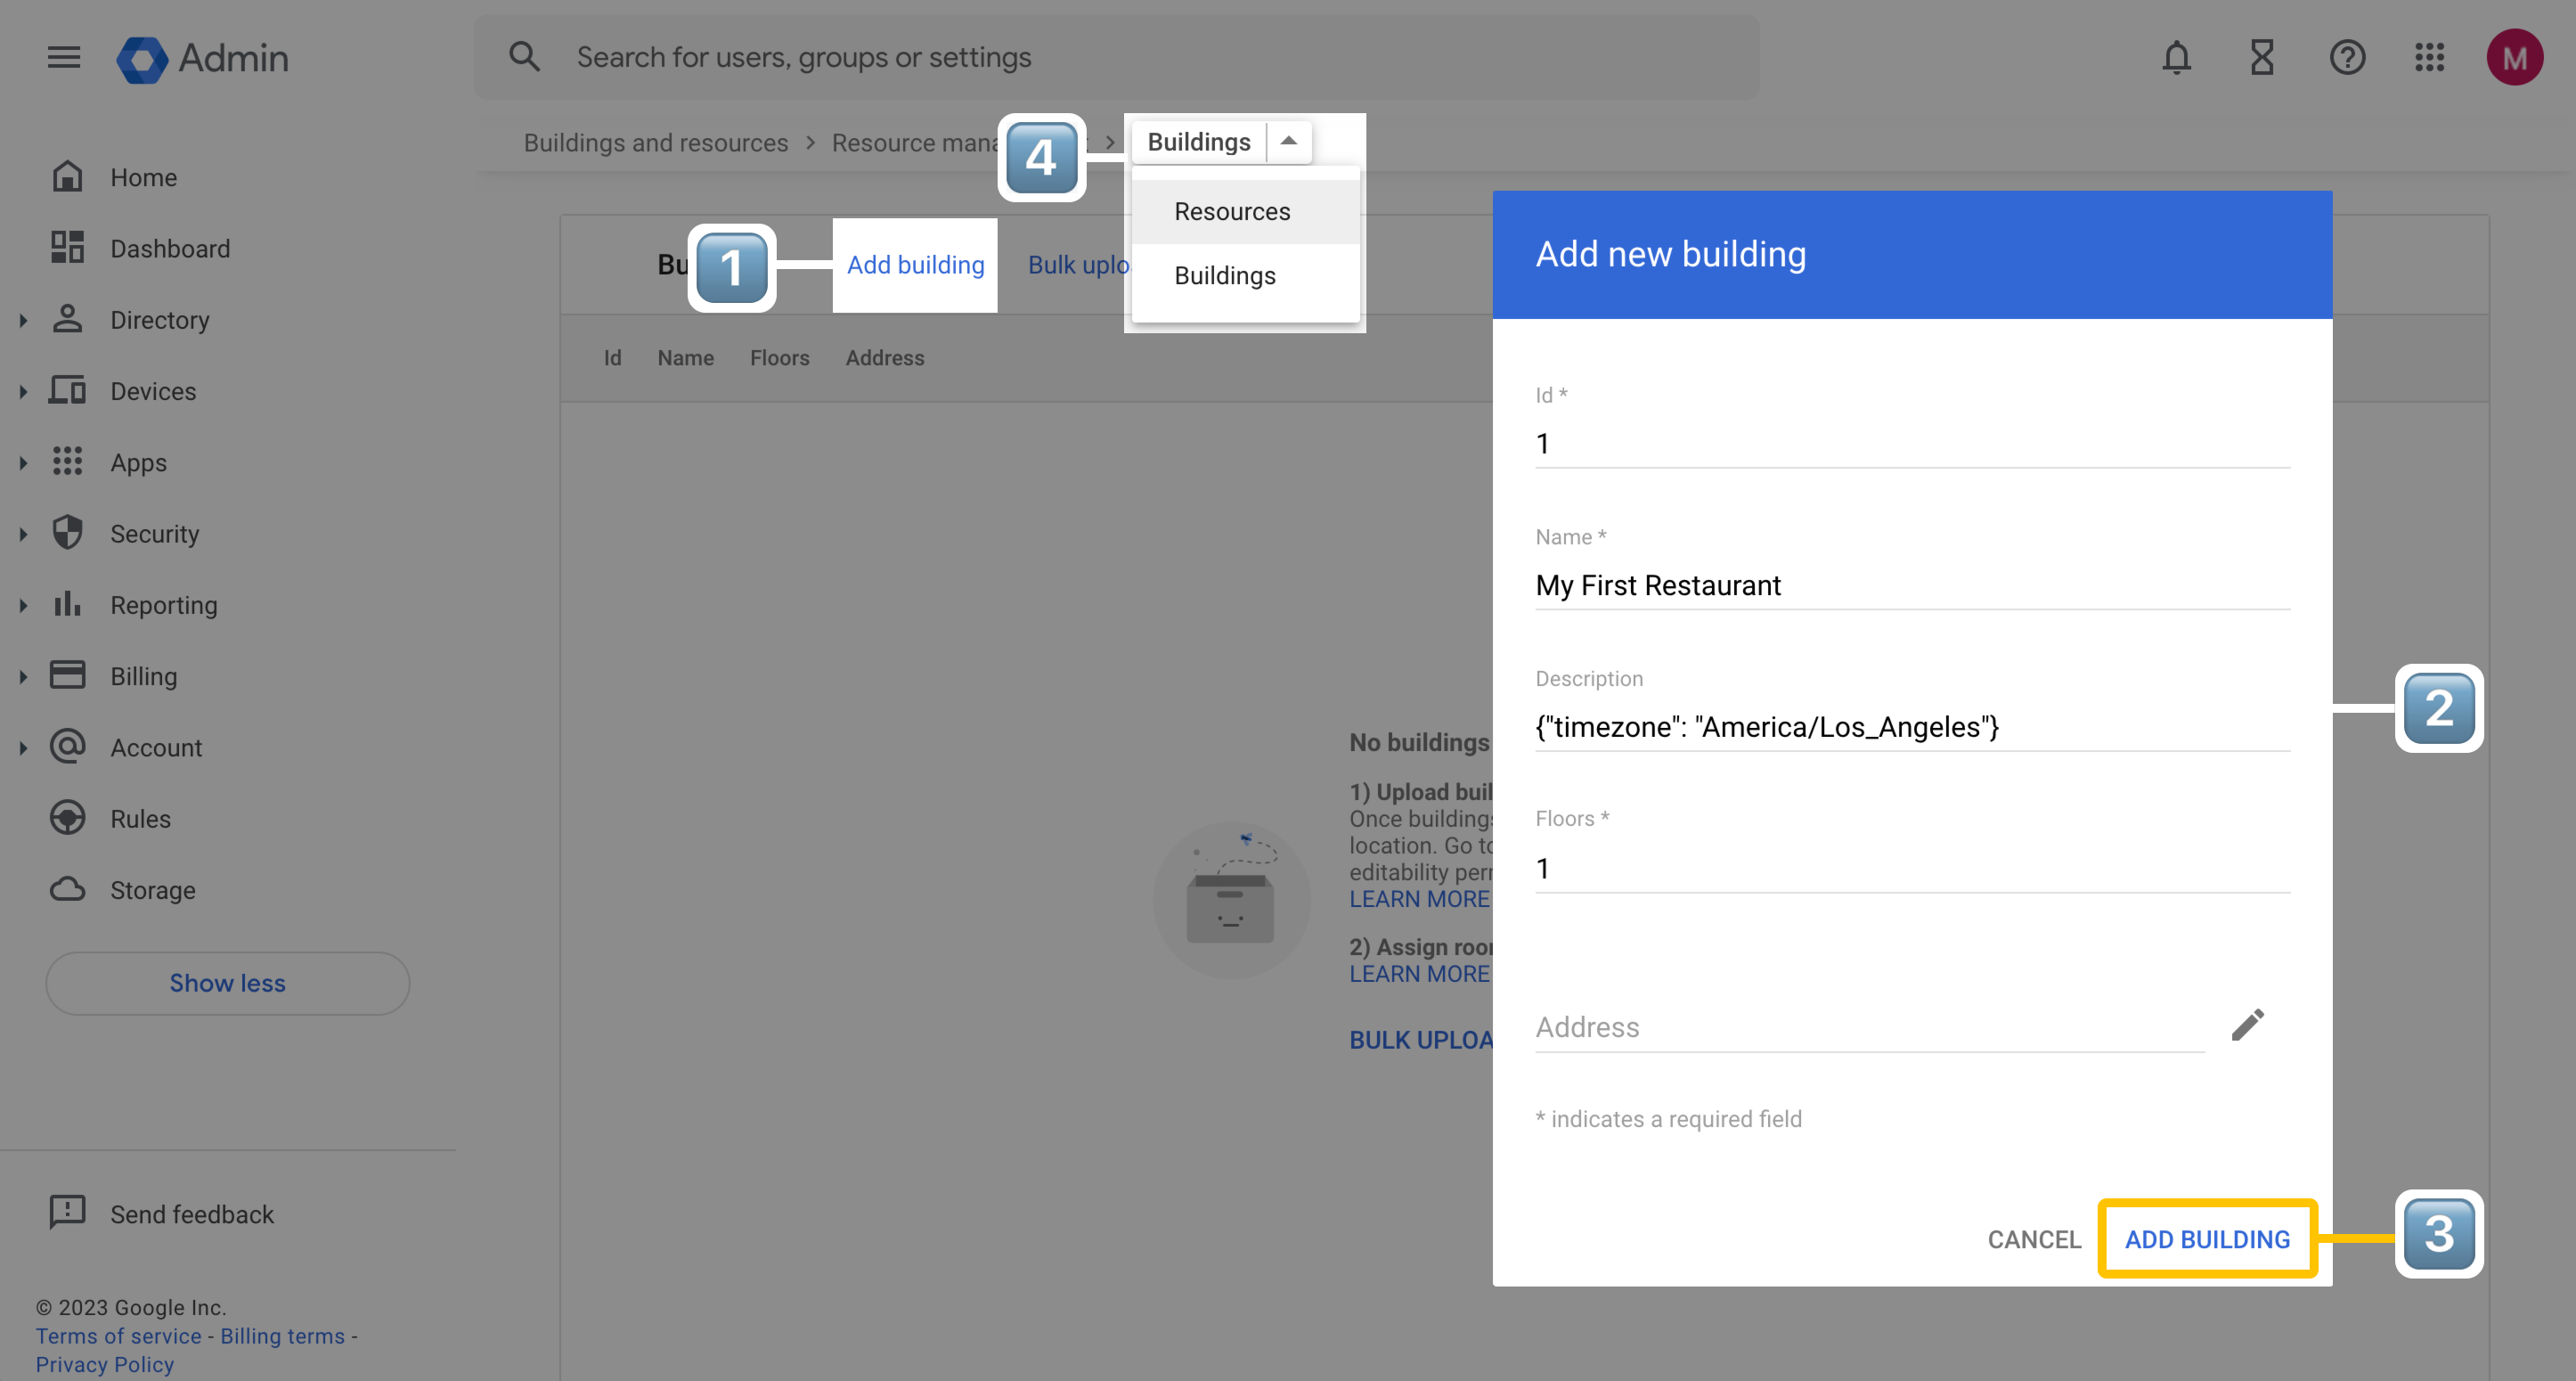 Admin
Search for users, groups or settings
M
Buildings and resources > Resource mana
4
Buildings
Resources
Buildings
Home
Dashboard
Directory
Devices
Apps
Security
Reporting
Billing
Account
Rules
Storage
Show less
Send feedback
© 2023 Google Inc.
Terms of service - Billing terms -
Privacy Policy
Bu
1
Add building
Bulk uplo
Id Name Floors Address
No buildings
1) Upload buil
Once buildings
location. Go to
editability per
LEARN MORE
2) Assign roo
LEARN MORE
BULK UPLOA
Add new building
Id *
1
Name *
My First Restaurant
Description
{"timezone": "America/Los_Angeles"}
2
Floors *
1
Address
* indicates a required field
CANCEL
ADD BUILDING
3